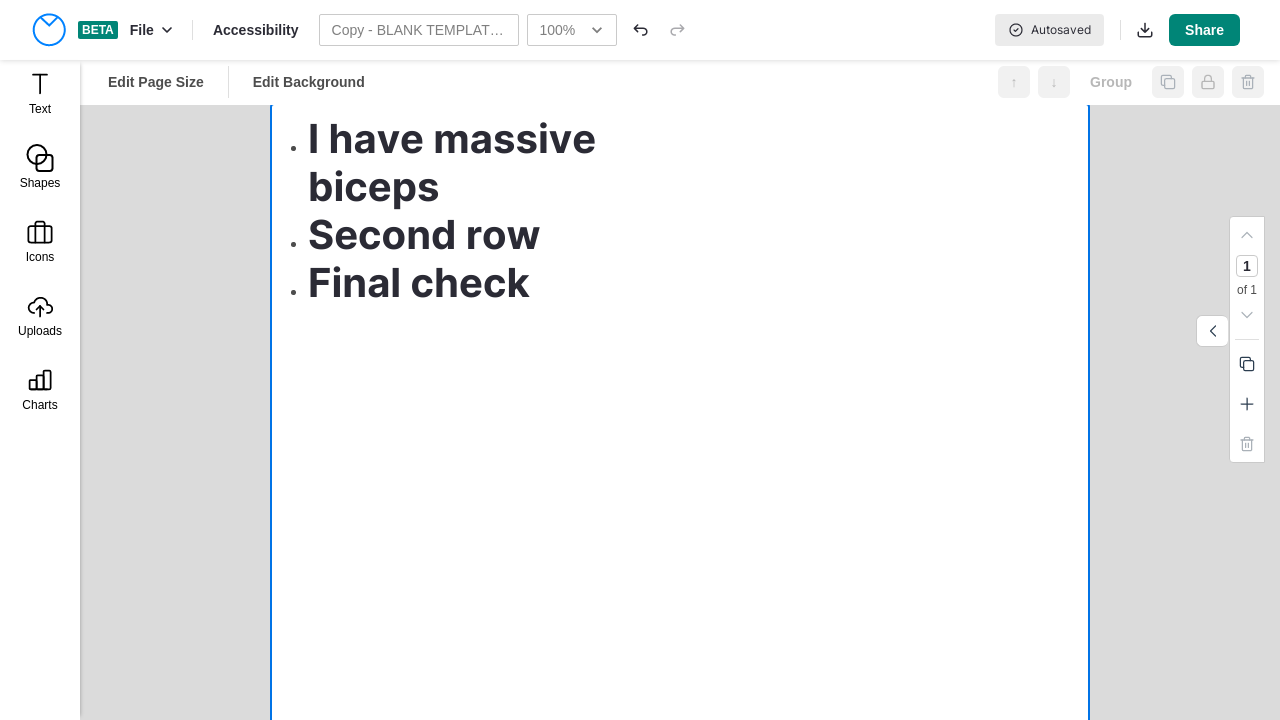 BETA
File
Accessibility
Copy - BLANK TEMPLAT…
100%
Autosaved
Share
Edit Page Size
Edit Background
↑
↓
Group
Text
Shapes
Icons
Uploads
Charts
• I have massive
biceps
• Second row
• Final check
1
of 1